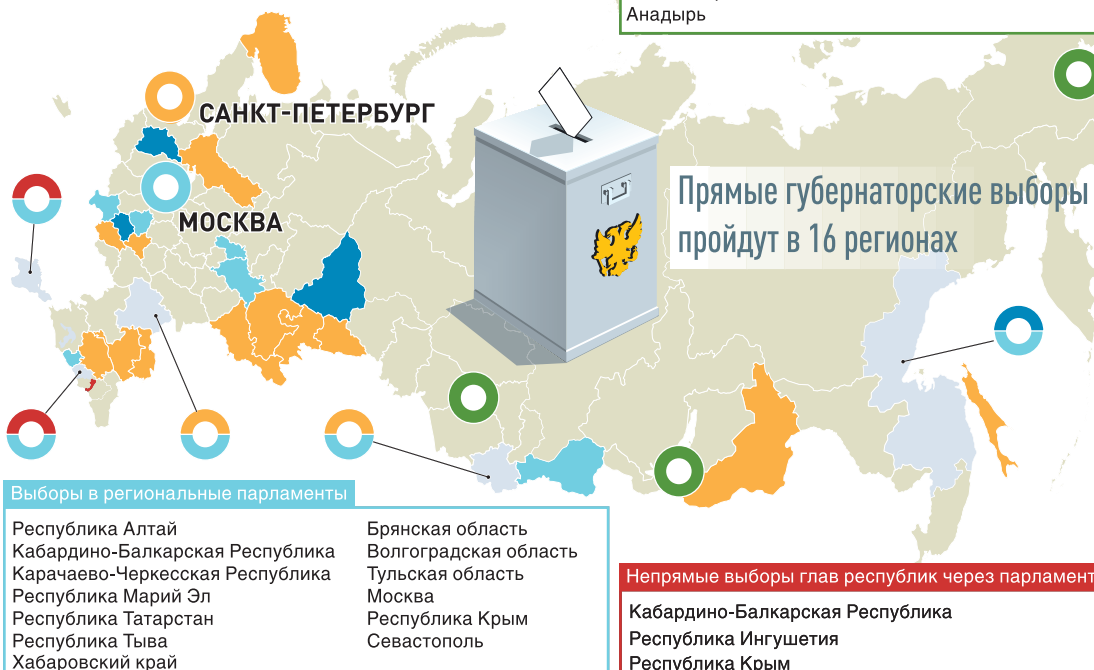 Анадырь
САНКТ-ПЕТЕРБУРГ
МОСКВА
Прямые губернаторские выборы
пройдут в 16 регионах
Выборы в региональные парламенты
Республика Алтай
Кабардино-Балкарская Республика
Карачаево-Черкесская Республика
Республика Марий Эл
Республика Татарстан
Республика Тыва
Хабаровский край
Брянская область
Волгоградская область
Тульская область
Москва
Республика Крым
Севастополь
Непрямые выборы глав республик через парламент
Кабардино-Балкарская Республика
Республика Ингушетия
Республика Крым